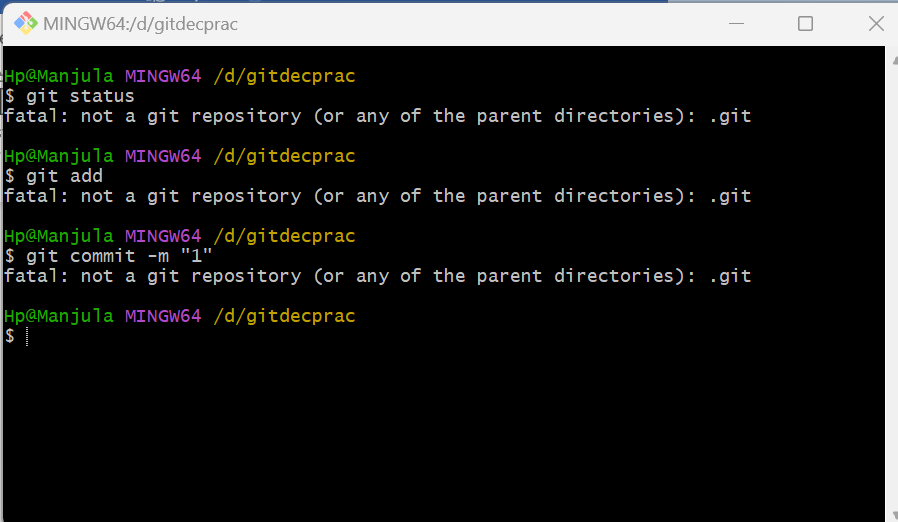 MINGW64:/d/gitdecprac
Hp@Manjula MINGW64 /d/gitdecprac
$ git status
fatal: not a git repository (or any of the parent directories): .git
Hp@Manjula MINGW64 /d/gitdecprac
$ git add
fatal: not a git repository (or any of the parent directories): .git
Hp@Manjula MINGW64 /d/gitdecprac
$ git commit -m "1"
fatal: not a git repository (or any of the parent directories): .git
Hp@Manjula MINGW64 /d/gitdecprac
$